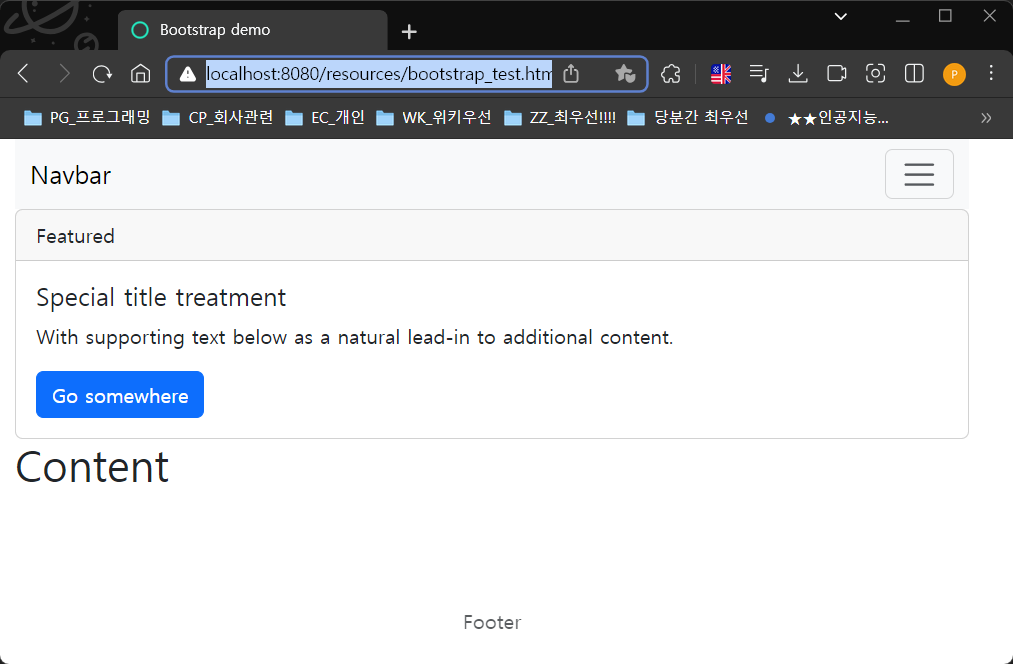 Bootstrap demo
localhost:8080/resources/bootstrap_test.htm
P
PG_프로그래밍
CP_회사관련
EC_개인
WK_위키우선
ZZ_최우선!!!!
당분간 최우선
★★인공지능...
Navbar
Featured
Special title treatment
With supporting text below as a natural lead-in to additional content.
Go somewhere
Content
Footer